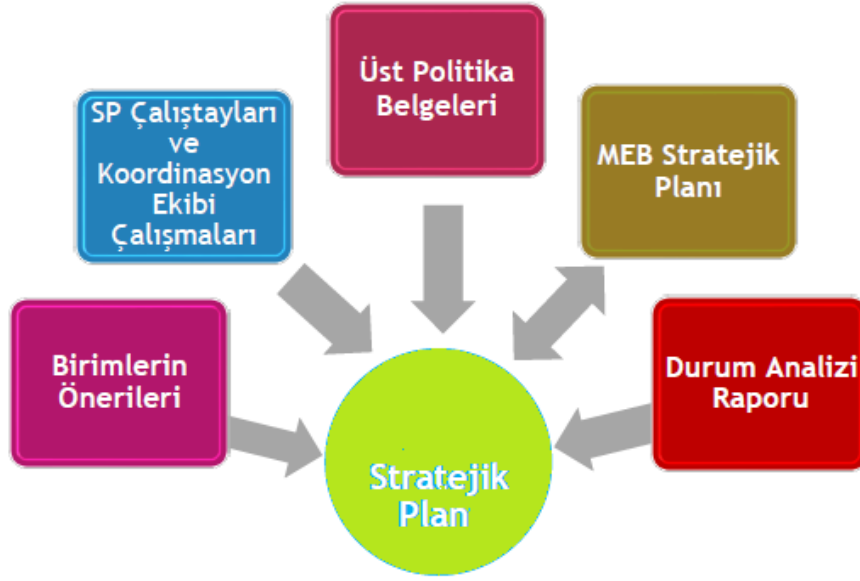 Üst Politika
Belgeleri
SP Çalıştayları
ve
Koordinasyon
Ekibi
Çalışmaları
MEB Stratejik
Planı
Birimlerin
Önerileri
Durum Analizi
Raporu
Stratejik
Plan